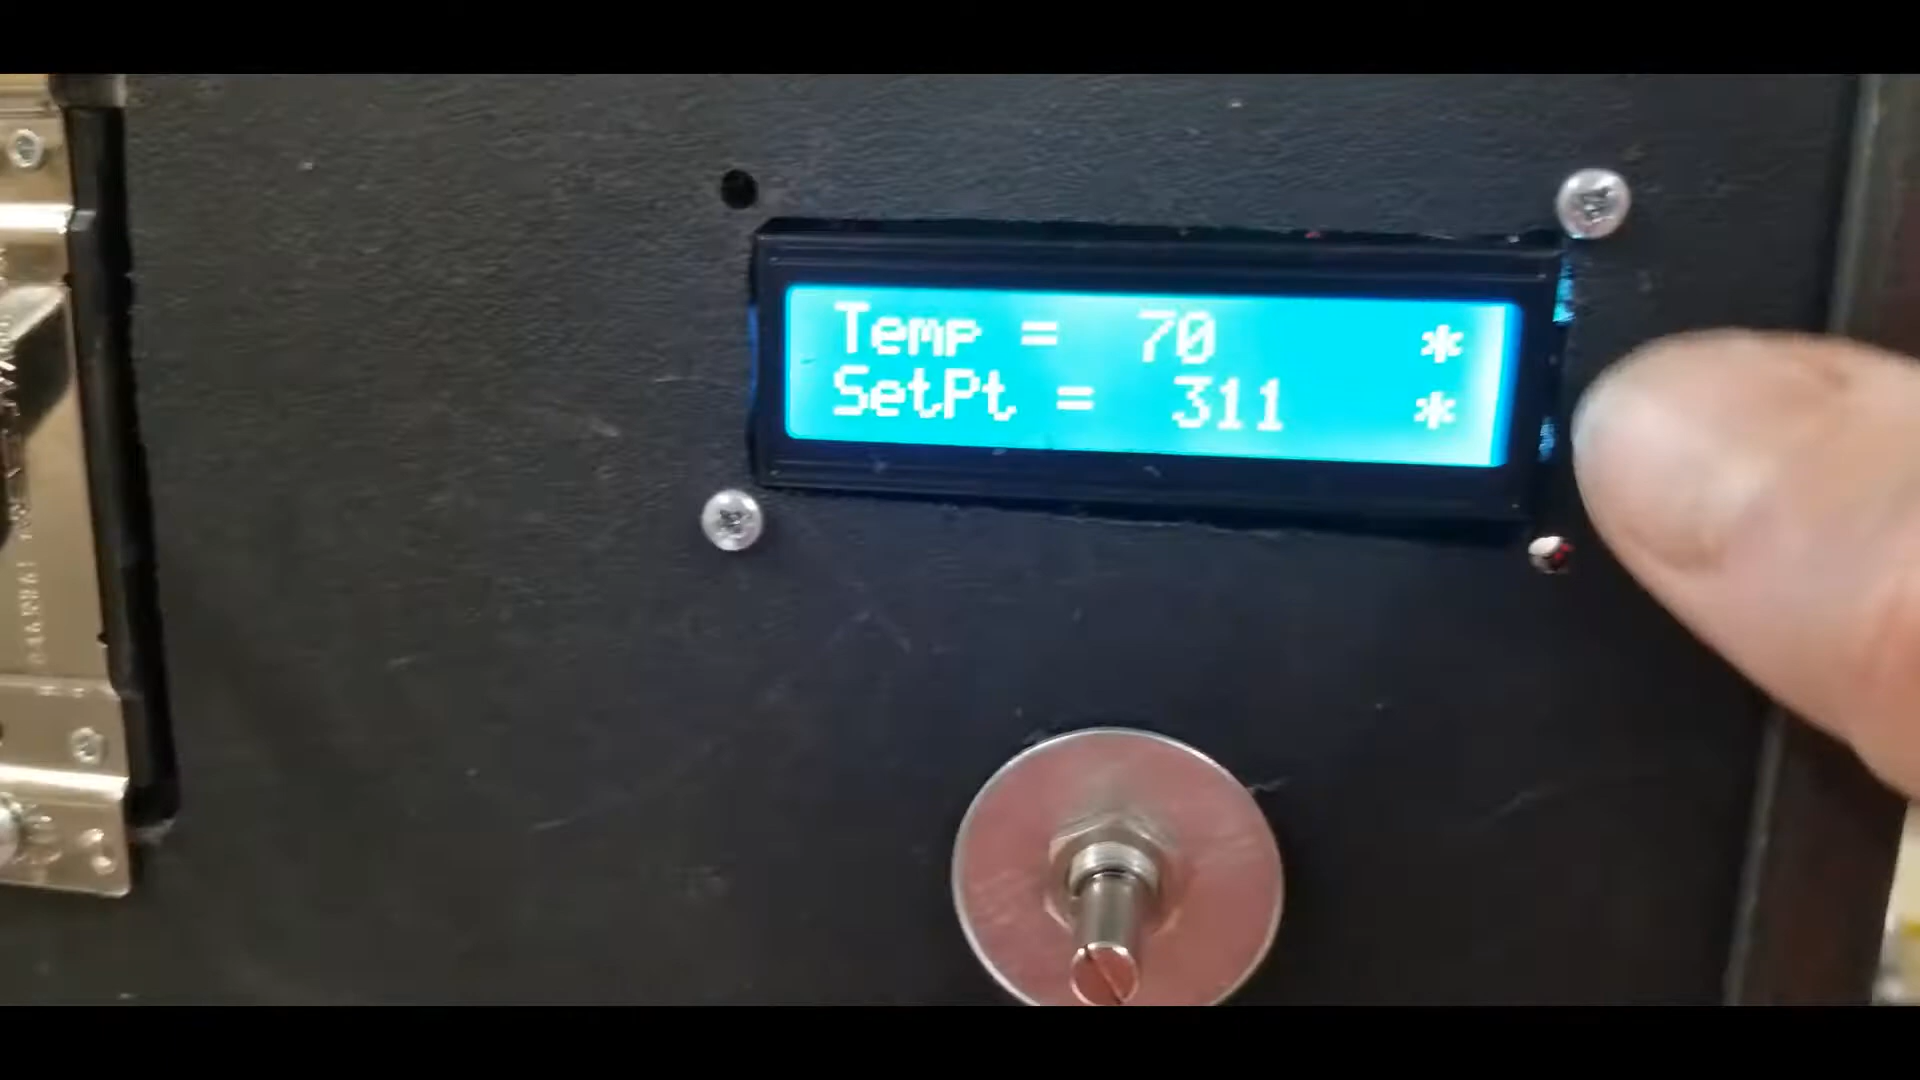 Temp = 70 *
SetPt = 311 *